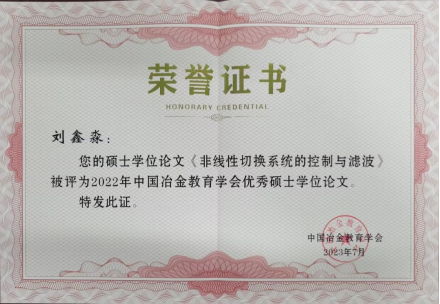 荣誉证书
HONORARY CREDENTIAL
刘鑫淼：
您的硕士学位论文《非线性切换系统的控制与滤波》
被评为2022年中国冶金教育学会优秀硕士学位论文。
特发此证。
中国冶金教育学会
2023年7月